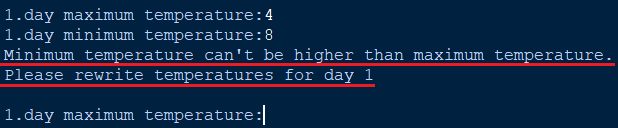 1.day maximum temperature:4
1.day minimum temperature:8
Minimum temperature can't be higher than maximum temperature.
Please rewrite temperatures for day 1
1.day maximum temperature: